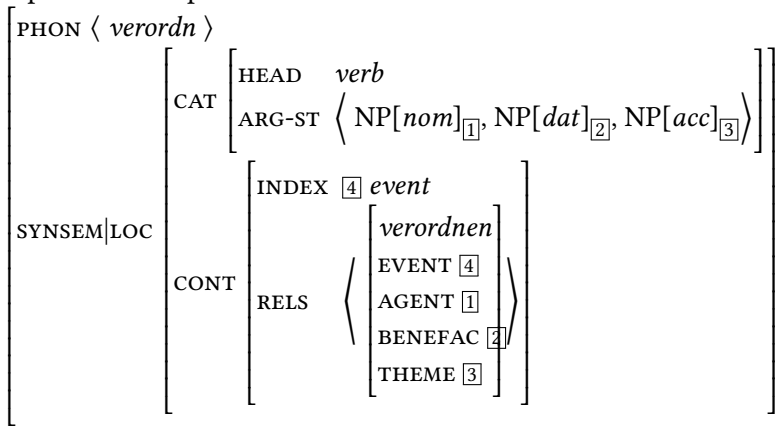 PHON ⟨ verordn ⟩
HEAD verb
CAT
ARG-ST ⟨ NP[nom]1, NP[dat]2, NP[acc]3 ⟩
INDEX 4 event
verordnen
SYNSEM|LOC
EVENT 4
CONT
RELS ⟨ AGENT 1 ⟩
BENEFAC 2
THEME 3